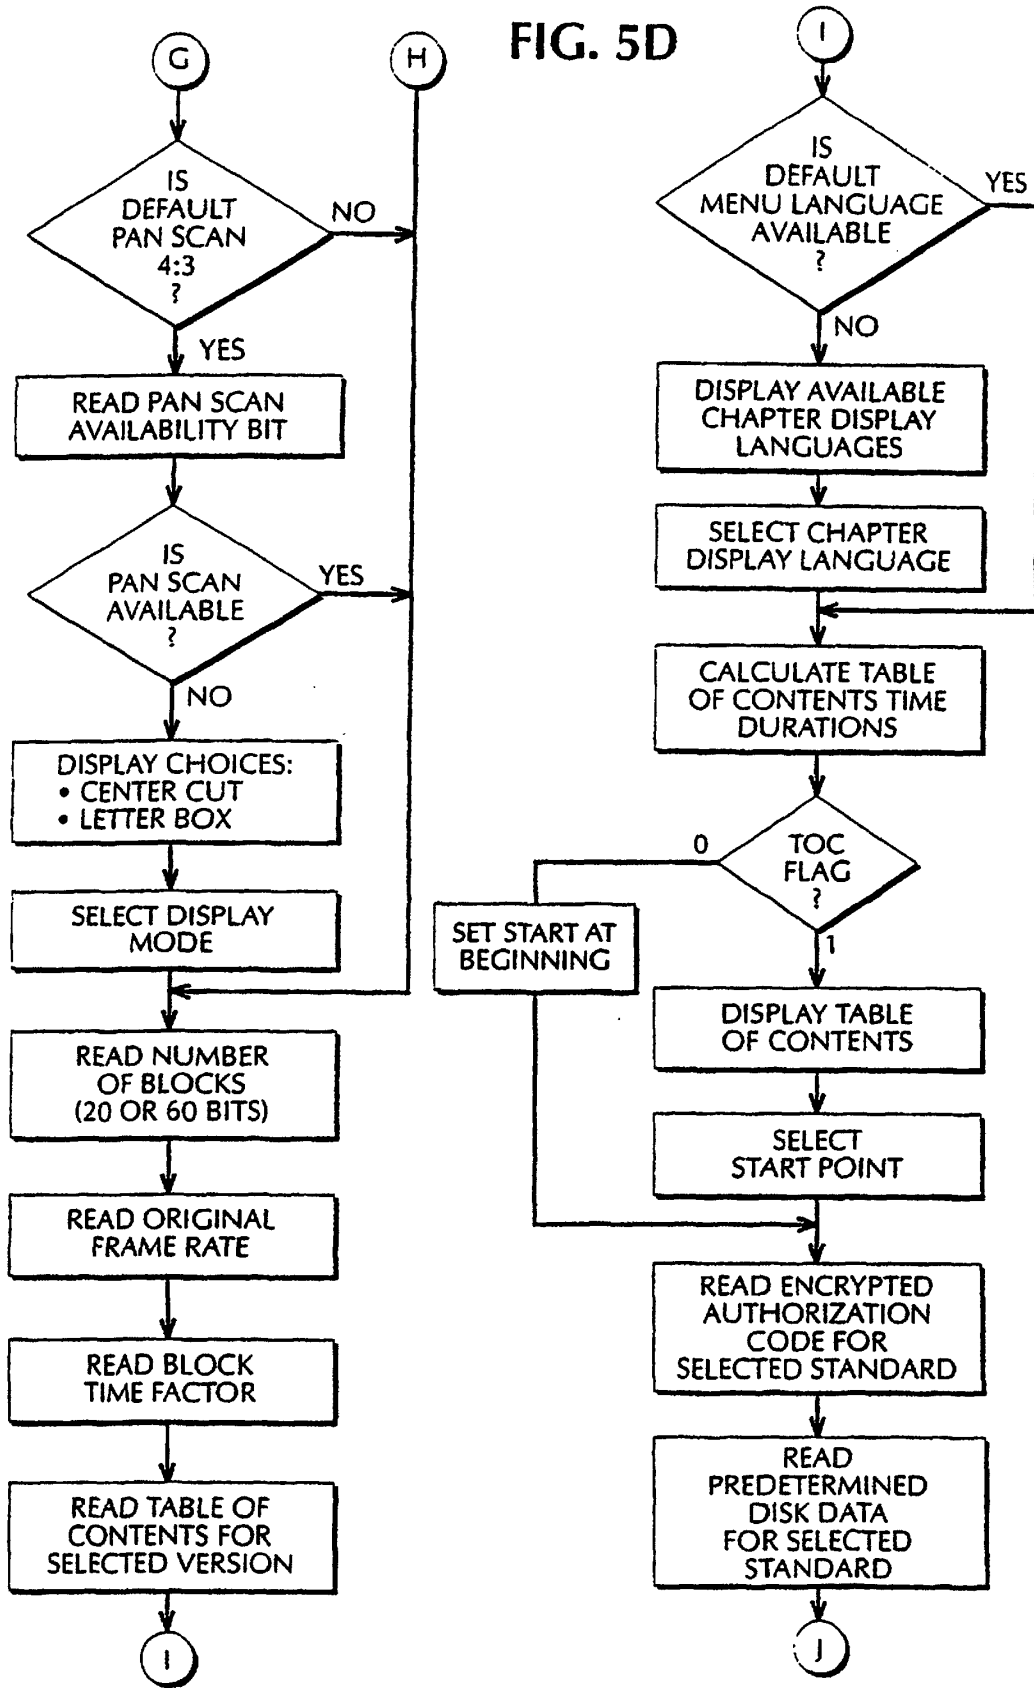 FIG. 5D
G
H
IS
DEFAULT
PAN SCAN
4:3
?
NO
YES
READ PAN SCAN
AVAILABILITY BIT
IS
PAN SCAN
AVAILABLE
?
YES
NO
DISPLAY CHOICES:
• CENTER CUT
• LETTER BOX
SELECT DISPLAY
MODE
READ NUMBER
OF BLOCKS
(20 OR 60 BITS)
READ ORIGINAL
FRAME RATE
READ BLOCK
TIME FACTOR
READ TABLE OF
CONTENTS FOR
SELECTED VERSION
I
I
IS
DEFAULT
MENU LANGUAGE
AVAILABLE
?
YES
NO
DISPLAY AVAILABLE
CHAPTER DISPLAY
LANGUAGES
SELECT CHAPTER
DISPLAY LANGUAGE
CALCULATE TABLE
OF CONTENTS TIME
DURATIONS
TOC
FLAG
?
0
1
SET START AT
BEGINNING
DISPLAY TABLE
OF CONTENTS
SELECT
START POINT
READ ENCRYPTED
AUTHORIZATION
CODE FOR
SELECTED STANDARD
READ
PREDETERMINED
DISK DATA
FOR SELECTED
STANDARD
J